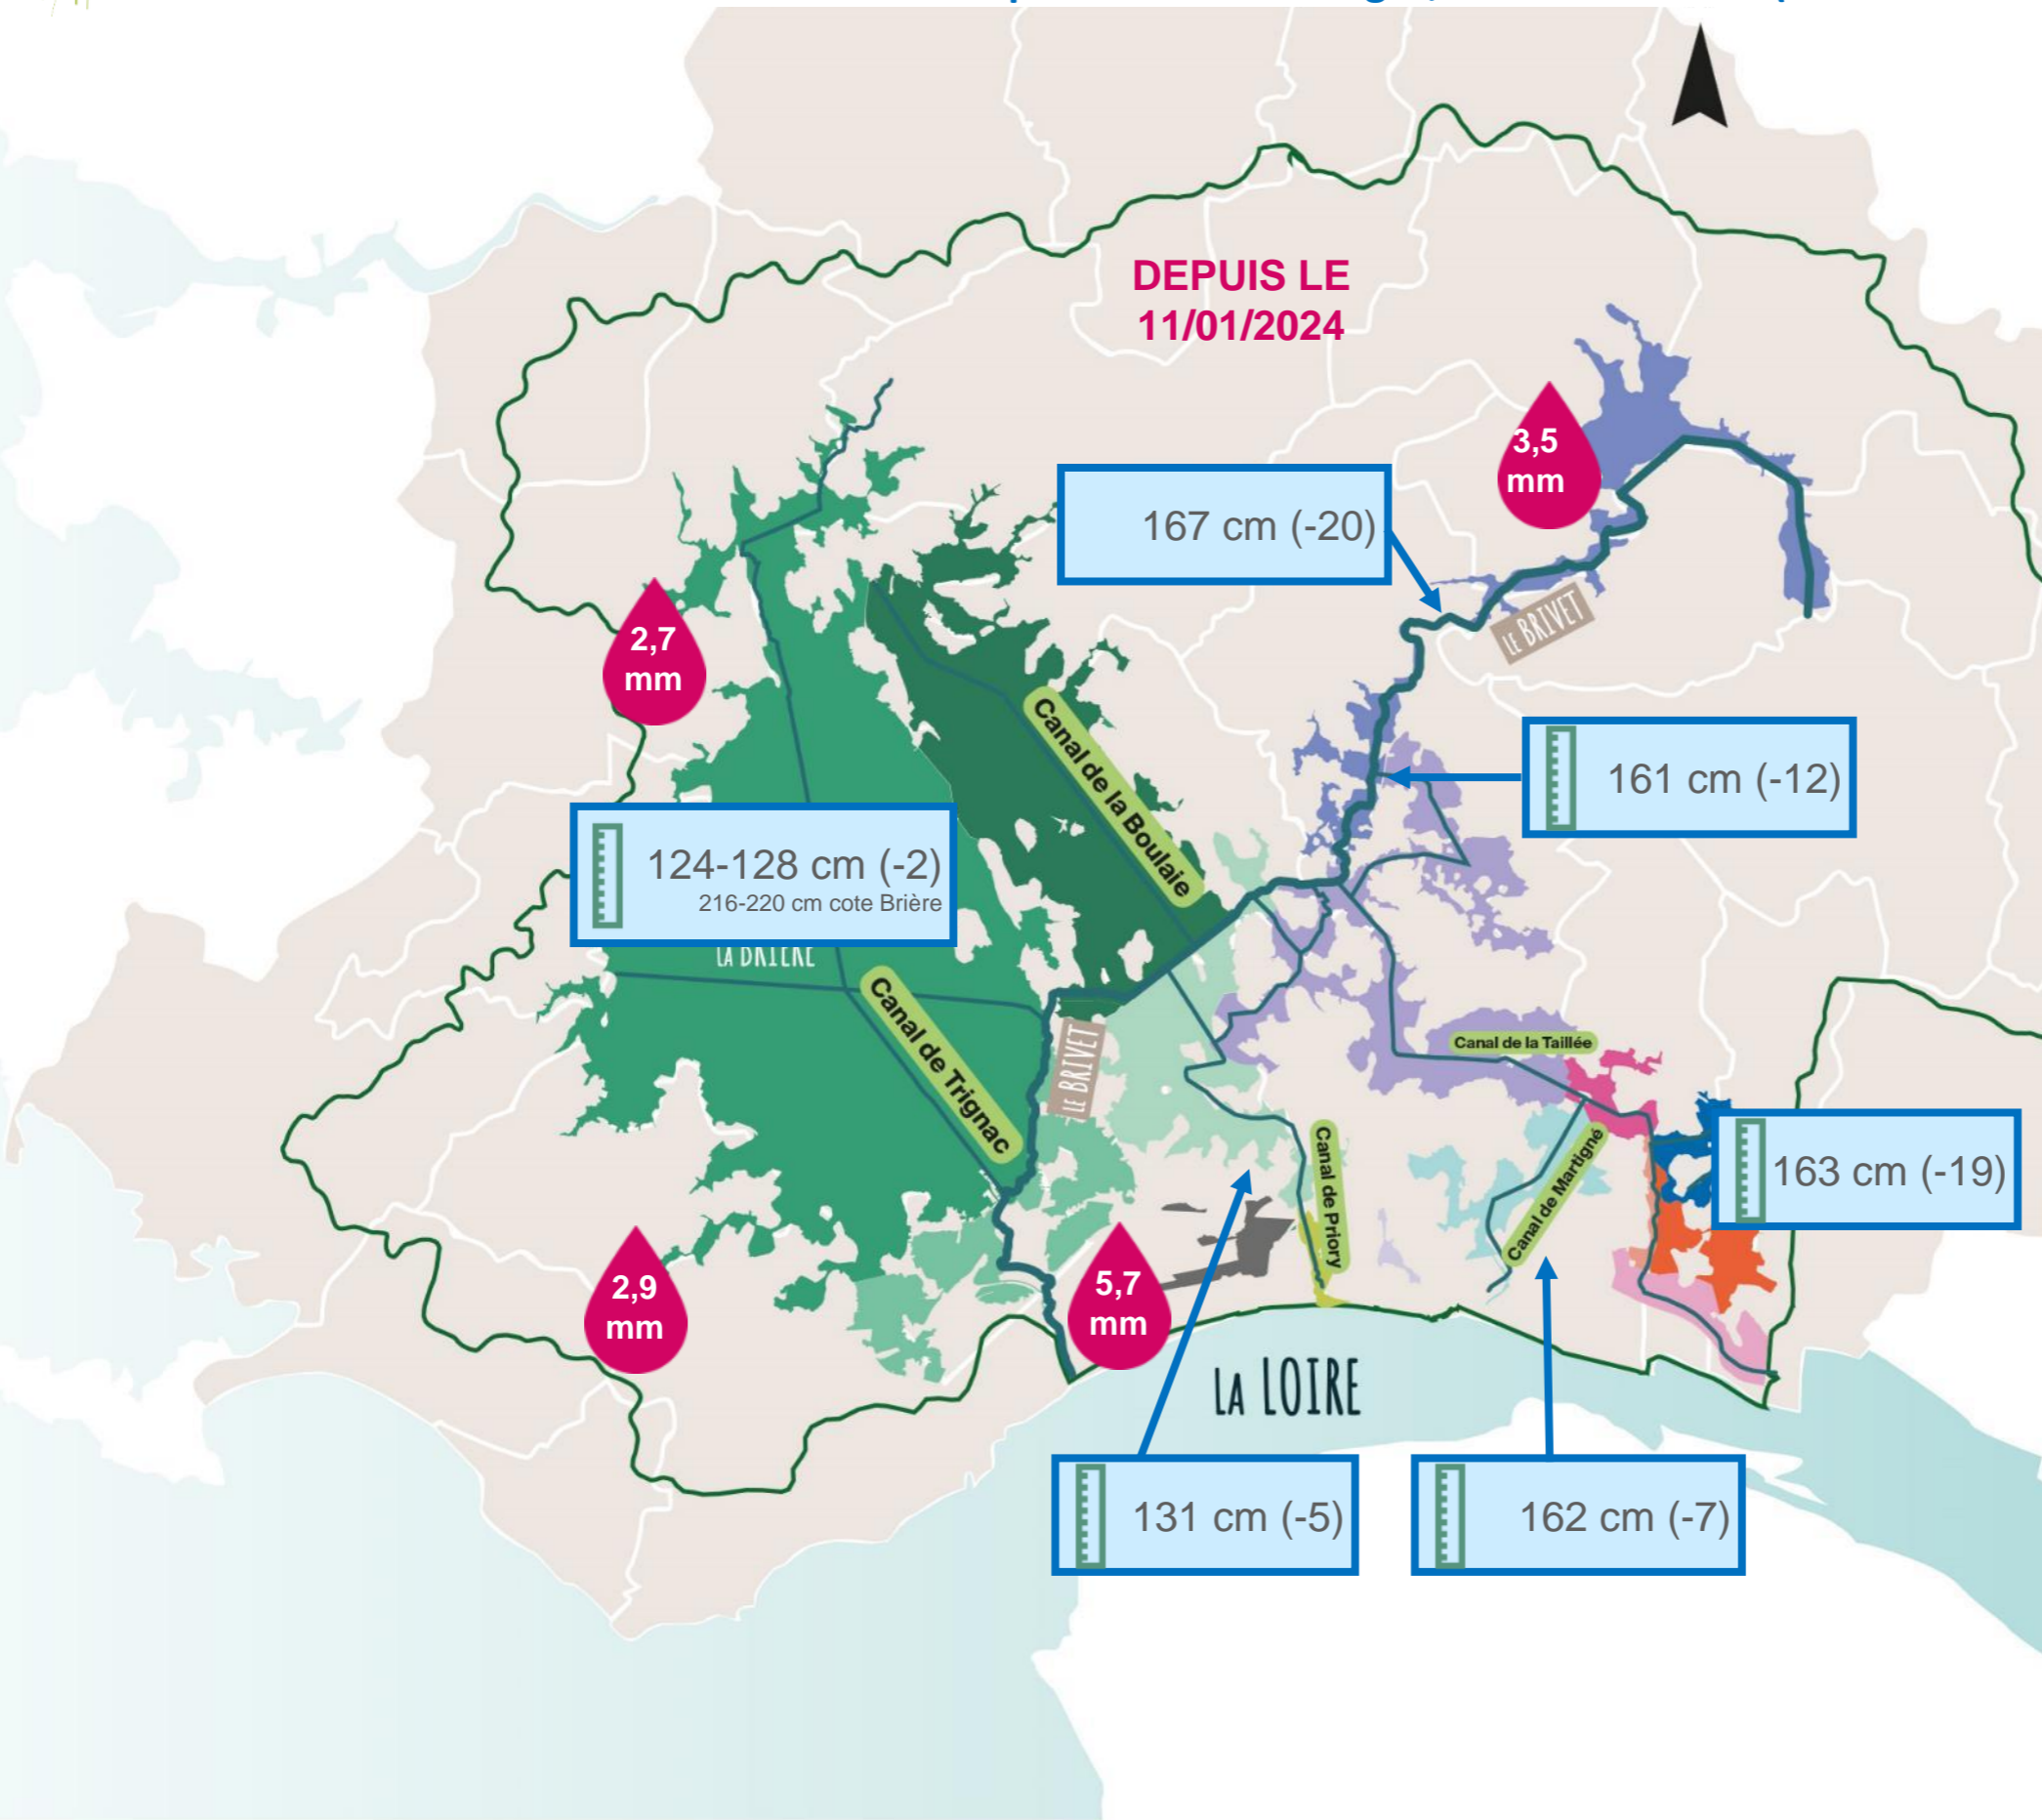 DEPUIS LE
11/01/2024
3,5
mm
167 cm (-20)
LE BRIVET
2,7
mm
Canal de la Boulaie
161 cm (-12)
124-128 cm (-2)
216-220 cm cote Brière
LA BRIÈRE
Canal de Trignac
LE BRIVET
Canal de la Taillée
Canal de Priory
Canal de Martigné
163 cm (-19)
2,9
mm
5,7
mm
LA LOIRE
131 cm (-5)
162 cm (-7)